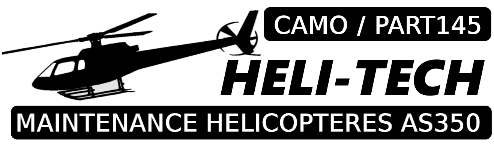 CAMO / PART145
HELI-TECH
MAINTENANCE HELICOPTERES AS350